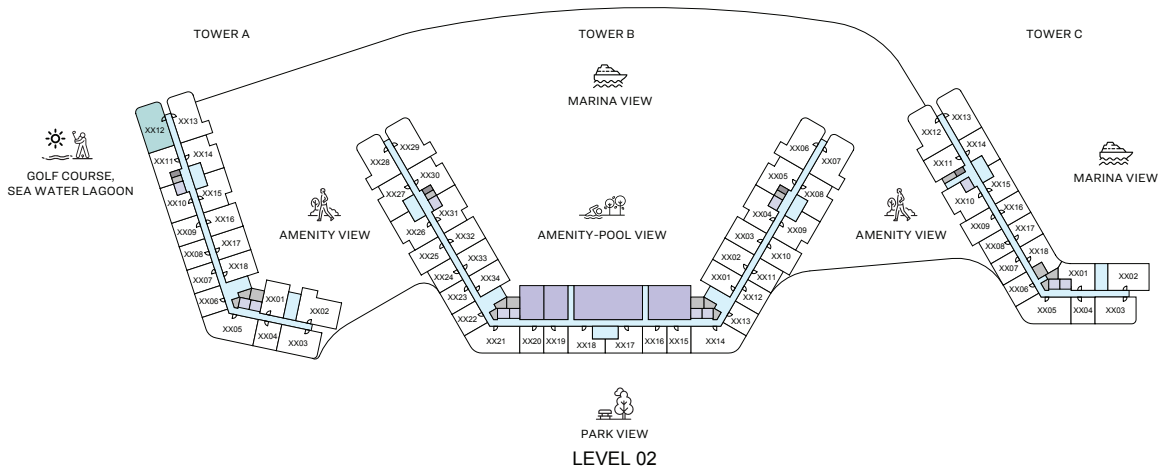 TOWER A
TOWER B
TOWER C
MARINA VIEW
GOLF COURSE,
SEA WATER LAGOON
MARINA VIEW
AMENITY VIEW
AMENITY-POOL VIEW
AMENITY VIEW
XX12
XX13
XX11
XX14
XX10
XX15
XX09
XX16
XX08
XX17
XX07
XX18
XX06
XX01
XX02
XX05
XX04
XX03
XX28
XX29
XX27
XX30
XX26
XX31
XX25
XX32
XX24
XX33
XX23
XX34
XX22
XX21
XX20
XX19
XX18
XX17
XX16
XX15
XX14
XX06
XX07
XX05
XX08
XX04
XX09
XX03
XX10
XX02
XX11
XX01
XX12
XX13
XX12
XX13
XX11
XX14
XX10
XX15
XX09
XX16
XX08
XX17
XX07
XX18
XX06
XX01
XX02
XX05
XX04
XX03
PARK VIEW
LEVEL 02